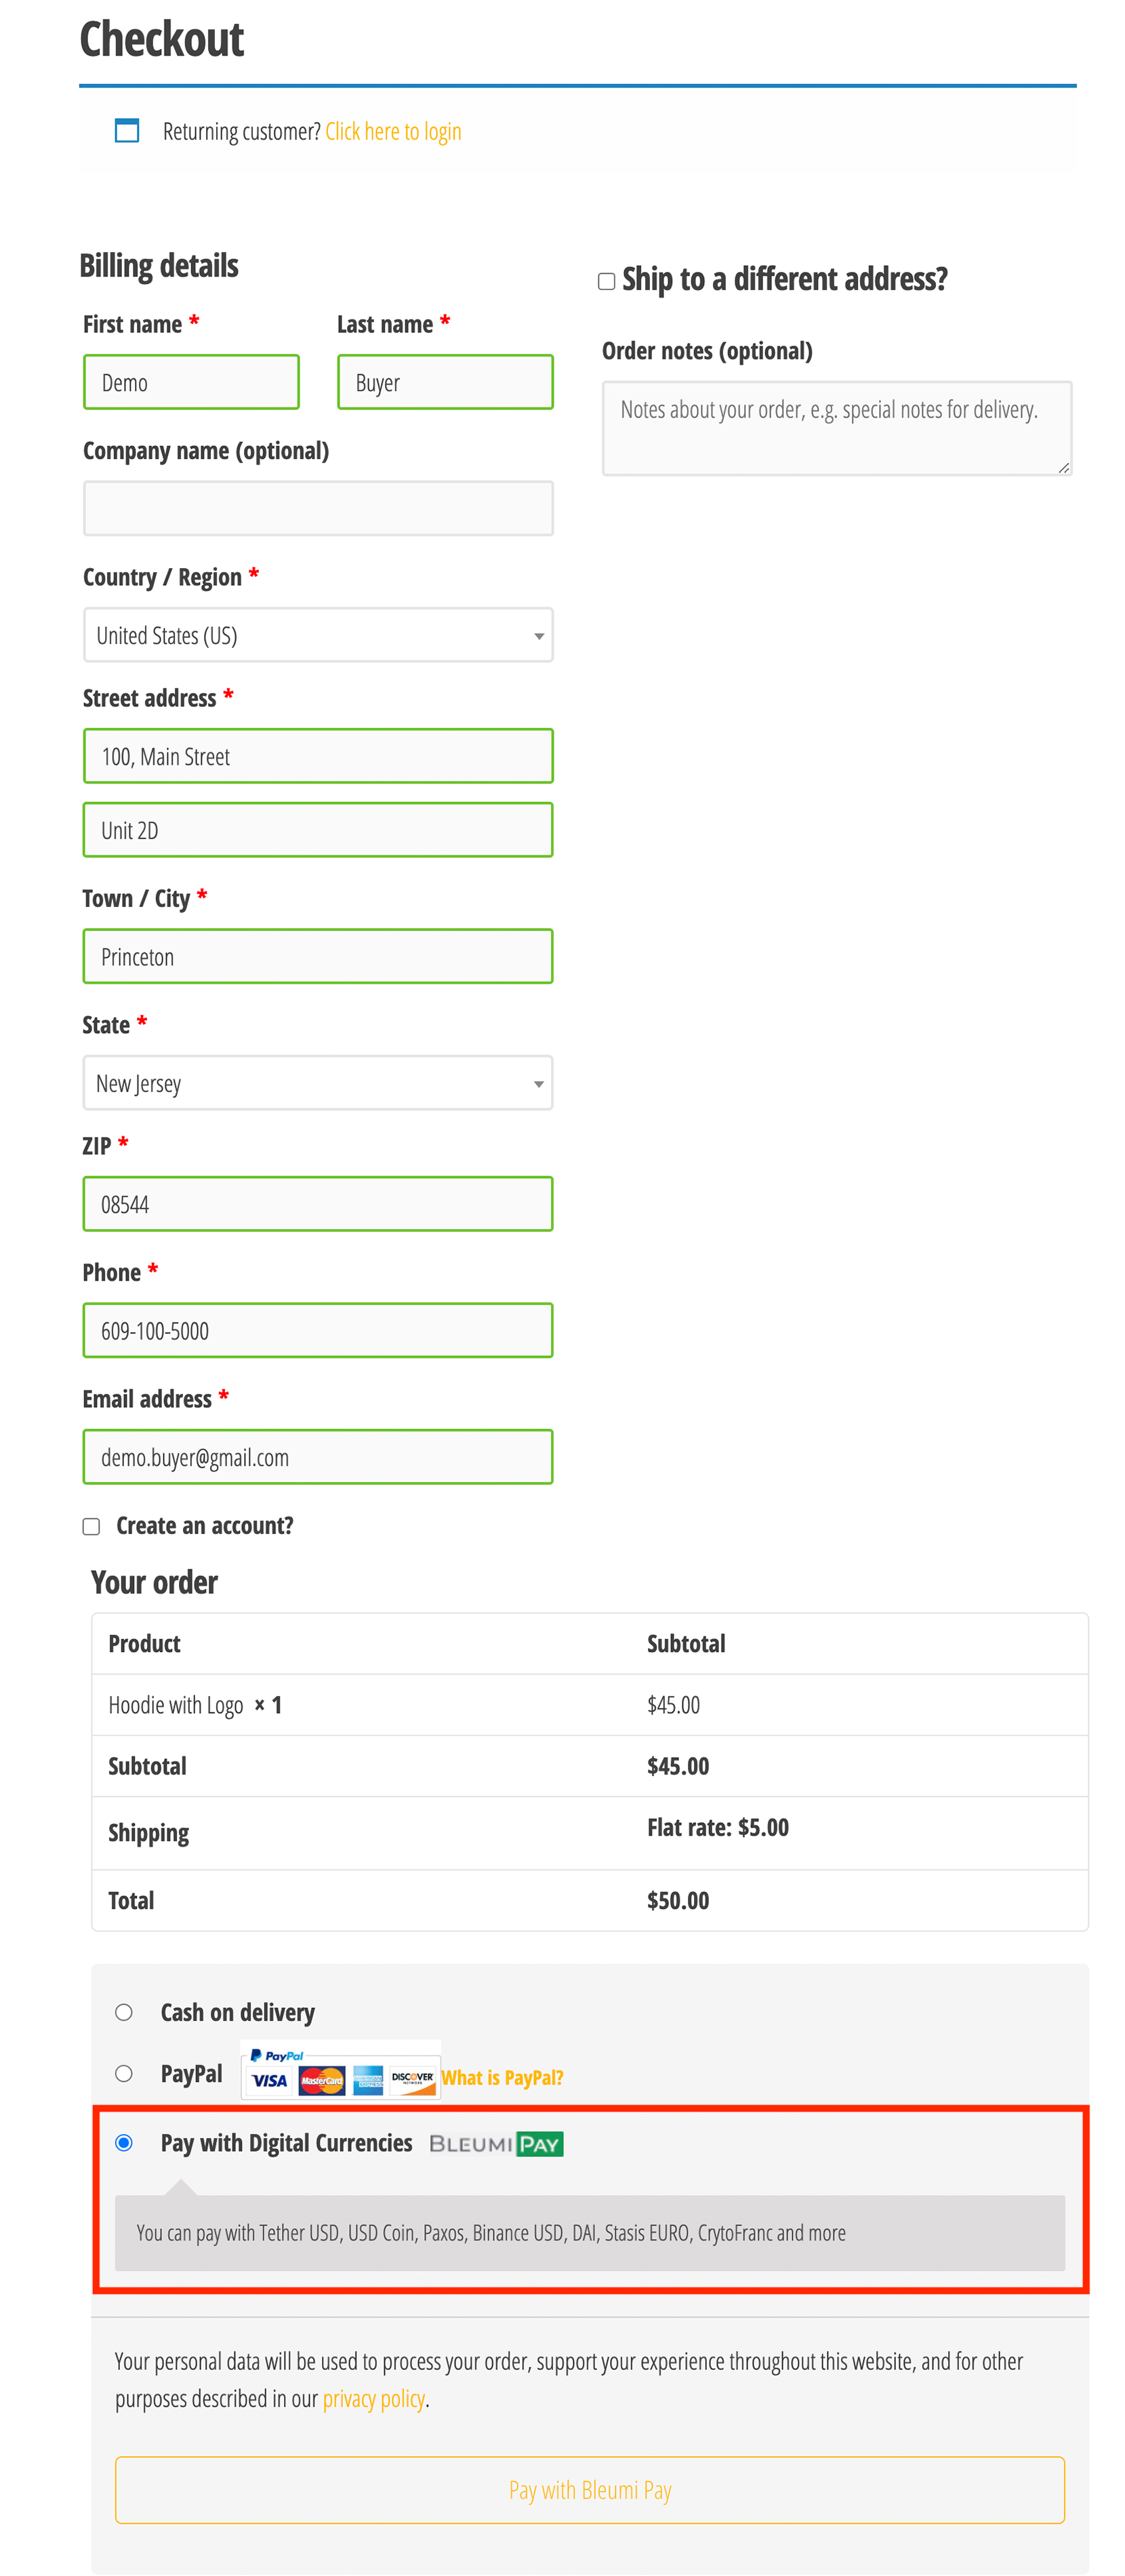 Checkout
Returning customer? Click here to login
Billing details
First name *
Last name *
Demo
Buyer
Company name (optional)
Country / Region *
United States (US)
Street address *
100, Main Street
Unit 2D
Town / City *
Princeton
State *
New Jersey
ZIP *
08544
Phone *
609-100-5000
Email address *
demo.buyer@gmail.com
Create an account?
Ship to a different address?
Order notes (optional)
Notes about your order, e.g. special notes for delivery.
Your order
Product Subtotal
Hoodie with Logo × 1 $45.00
Subtotal $45.00
Shipping Flat rate: $5.00
Total $50.00
Cash on delivery
PayPal PayPal VISA MasterCard AMERICAN EXPRESS DISCOVER NETWORK What is PayPal?
Pay with Digital Currencies BLEUMI PAY
You can pay with Tether USD, USD Coin, Paxos, Binance USD, DAI, Stasis EURO, CrytoFranc and more
Your personal data will be used to process your order, support your experience throughout this website, and for other
purposes described in our privacy policy.
Pay with Bleumi Pay